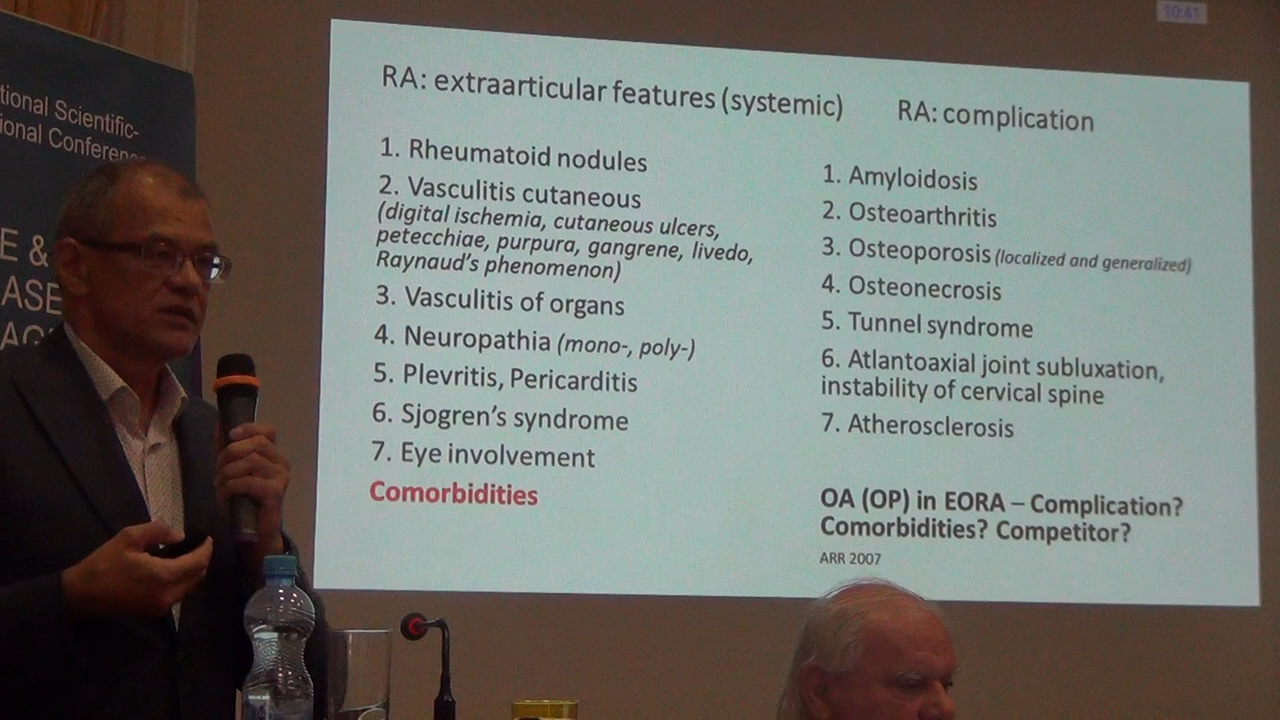 10:41
tional Scientific-
ional Conference
E &
ASE
AG
RA: extraarticular features (systemic)
1. Rheumatoid nodules
2. Vasculitis cutaneous
(digital ischemia, cutaneous ulcers,
petecchiae, purpura, gangrene, livedo,
Raynaud's phenomenon)
3. Vasculitis of organs
4. Neuropathia (mono-, poly-)
5. Plevritis, Pericarditis
6. Sjogren's syndrome
7. Eye involvement
Comorbidities
RA: complication
1. Amyloidosis
2. Osteoarthritis
3. Osteoporosis (localized and generalized)
4. Osteonecrosis
5. Tunnel syndrome
6. Atlantoaxial joint subluxation,
instability of cervical spine
7. Atherosclerosis
OA (OP) in EORA – Complication?
Comorbidities? Competitor?
ARR 2007